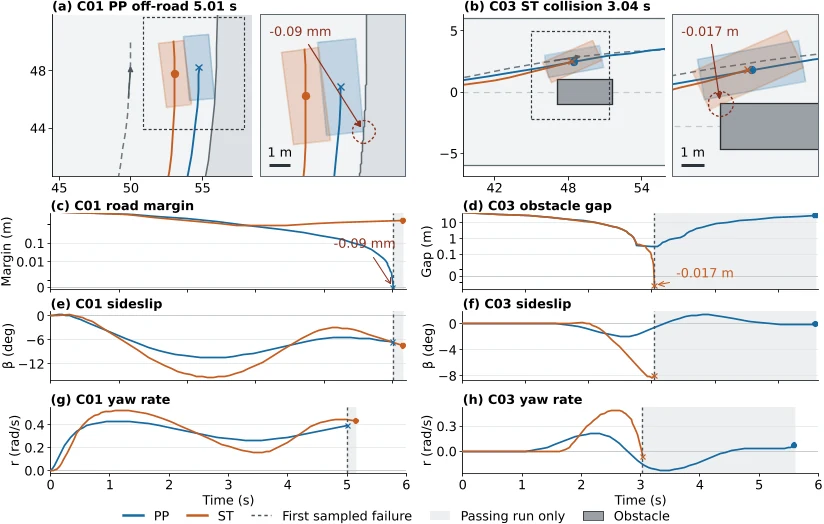 (a) C01 PP off-road 5.01 s
-0.09 mm
48
44
1 m
45
50
55
(b) C03 ST collision 3.04 s
-0.017 m
5
0
−5
1 m
42
48
54
(c) C01 road margin
Margin (m)
0.1
0.01
0
-0.09 mm
(d) C03 obstacle gap
Gap (m)
10
1
0.1
0
-0.017 m
(e) C01 sideslip
β (deg)
0
−6
−12
(f) C03 sideslip
β (deg)
0
−4
−8
(g) C01 yaw rate
r (rad/s)
0.4
0.2
0.0
0 1 2 3 4 5 6
Time (s)
(h) C03 yaw rate
r (rad/s)
0.3
0.0
0 1 2 3 4 5 6
Time (s)
PP ST First sampled failure Passing run only Obstacle